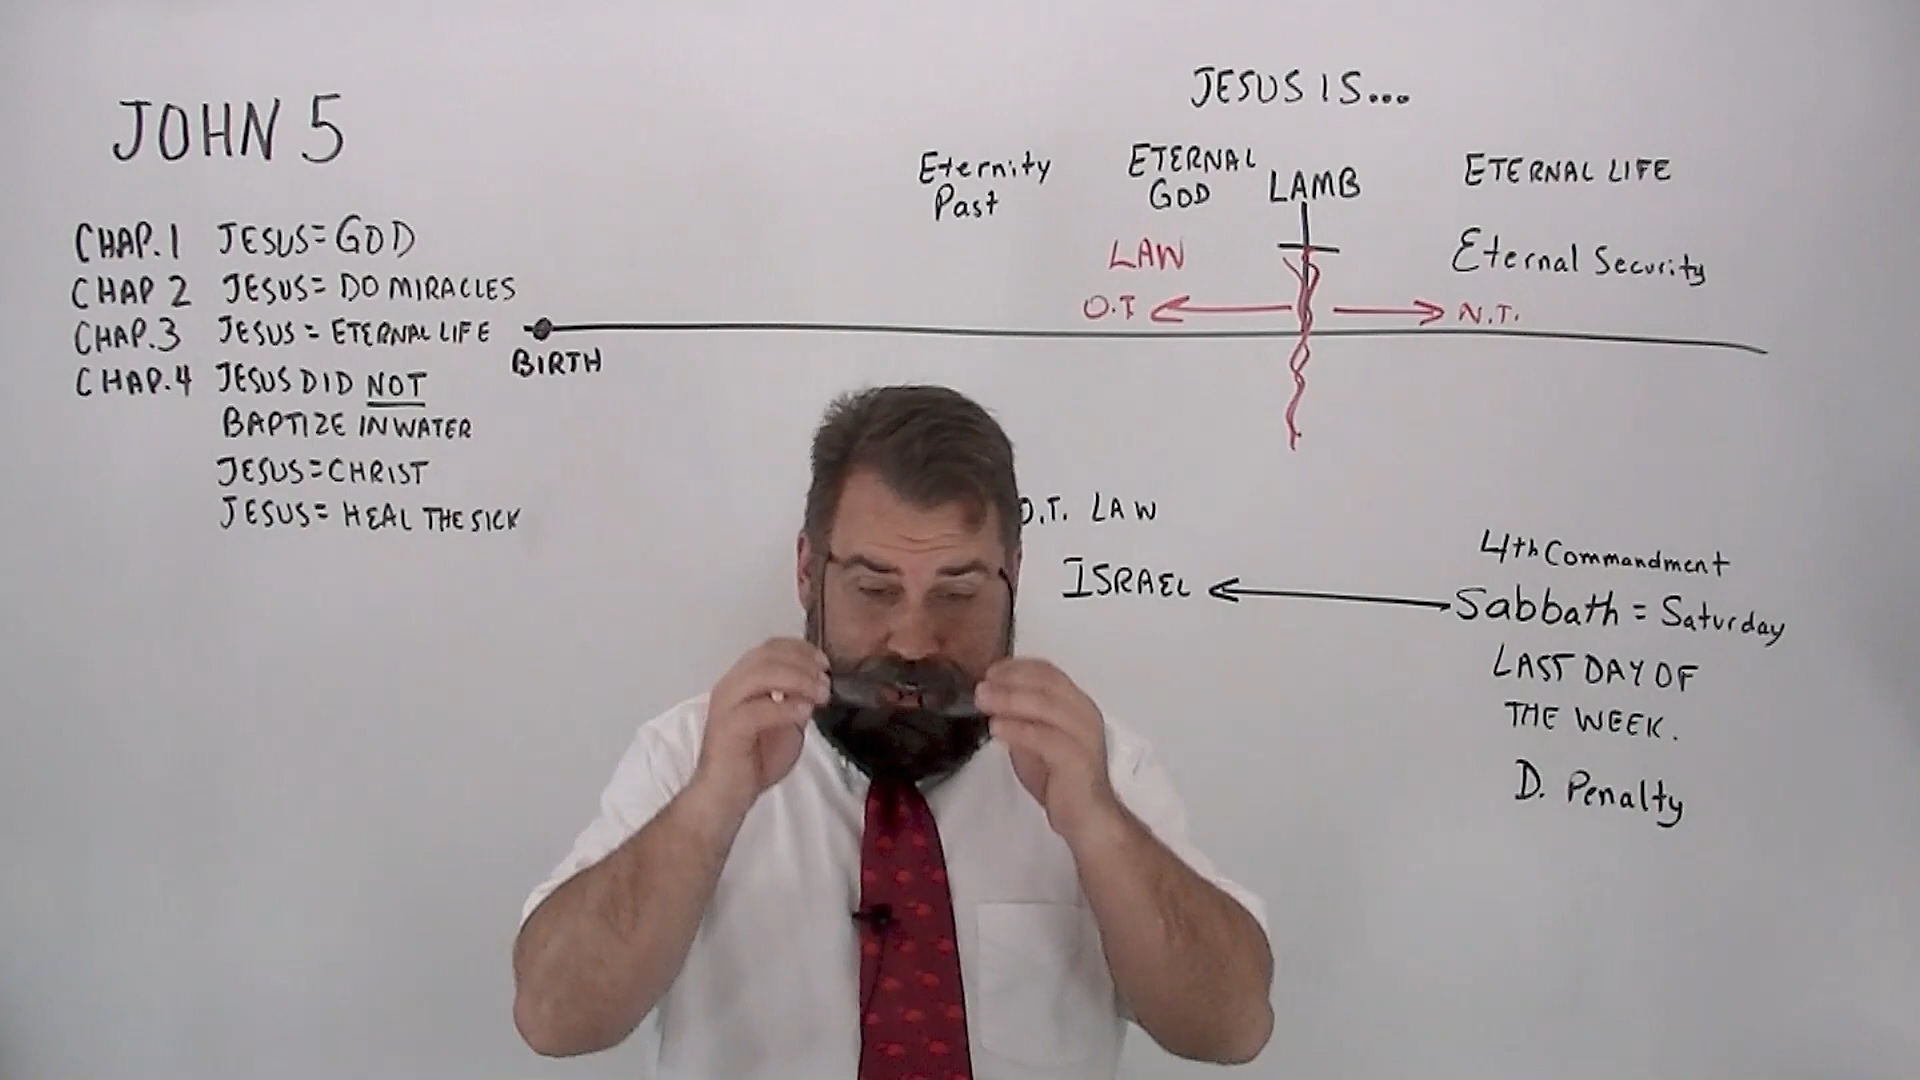 JOHN 5
CHAP.1 JESUS=GOD
CHAP 2 JESUS= DO MIRACLES
CHAP.3 JESUS = ETERNAL LIFE
CHAP.4 JESUS DID NOT
BAPTIZE IN WATER
JESUS=CHRIST
JESUS= HEAL THE SICK
BIRTH
JESUS IS...
Eternity
Past
ETERNAL
GOD
LAMB
ETERNAL LIFE
LAW
Eternal Security
O.T
N.T.
O.T. LAW
ISRAEL
4th Commandment
Sabbath = Saturday
LAST DAY OF
THE WEEK.
D. Penalty